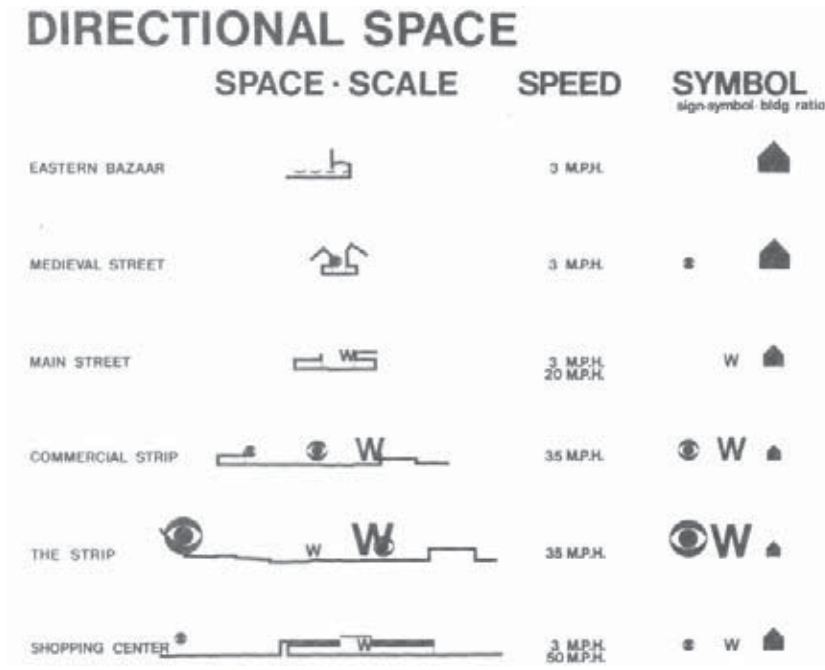 DIRECTIONAL SPACE
SPACE · SCALE SPEED SYMBOL
sign-symbol-bldg ratio
EASTERN BAZAAR 3 M.P.H.
MEDIEVAL STREET 3 M.P.H.
MAIN STREET W 3 M.P.H. W
20 M.P.H.
COMMERCIAL STRIP W 35 M.P.H. W
THE STRIP W W 35 M.P.H. W
SHOPPING CENTER W 3 M.P.H. W
50 M.P.H.